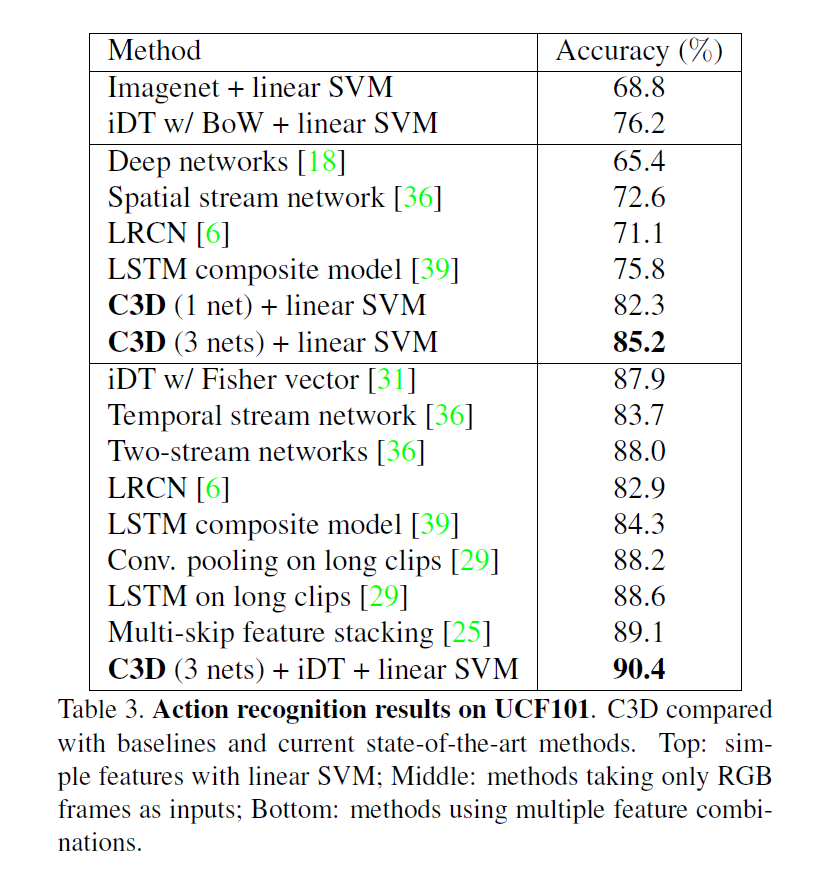 Method Accuracy (%)
Imagenet + linear SVM 68.8
iDT w/ BoW + linear SVM 76.2
Deep networks [18] 65.4
Spatial stream network [36] 72.6
LRCN [6] 71.1
LSTM composite model [39] 75.8
C3D (1 net) + linear SVM 82.3
C3D (3 nets) + linear SVM 85.2
iDT w/ Fisher vector [31] 87.9
Temporal stream network [36] 83.7
Two-stream networks [36] 88.0
LRCN [6] 82.9
LSTM composite model [39] 84.3
Conv. pooling on long clips [29] 88.2
LSTM on long clips [29] 88.6
Multi-skip feature stacking [25] 89.1
C3D (3 nets) + iDT + linear SVM 90.4
Table 3. Action recognition results on UCF101. C3D compared
with baselines and current state-of-the-art methods. Top: sim-
ple features with linear SVM; Middle: methods taking only RGB
frames as inputs; Bottom: methods using multiple feature combi-
nations.